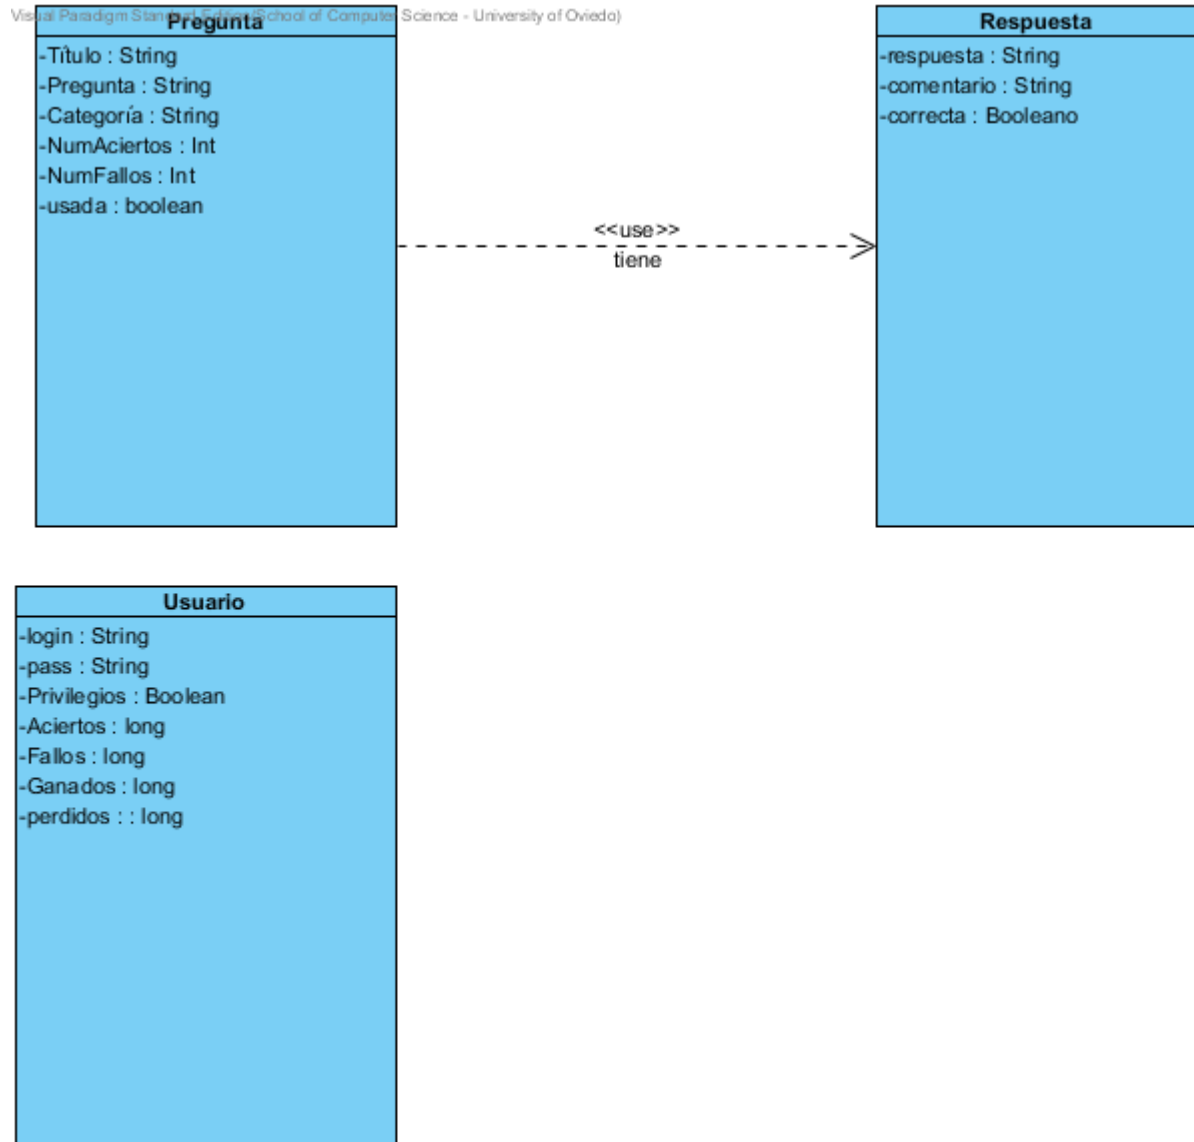 Visual Paradigm Standard Edition(School of Computer Science - University of Oviedo)
Pregunta
-Título : String
-Pregunta : String
-Categoría : String
-NumAciertos : Int
-NumFallos : Int
-usada : boolean
<<use>>
tiene
Respuesta
-respuesta : String
-comentario : String
-correcta : Booleano
Usuario
-login : String
-pass : String
-Privilegios : Boolean
-Aciertos : long
-Fallos : long
-Ganados : long
-perdidos : : long